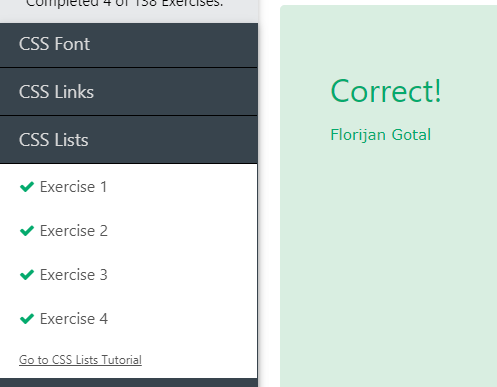 Completed 4 of 138 Exercises.
CSS Font
CSS Links
CSS Lists
Exercise 1
Exercise 2
Exercise 3
Exercise 4
Go to CSS Lists Tutorial
Correct!
Florijan Gotal